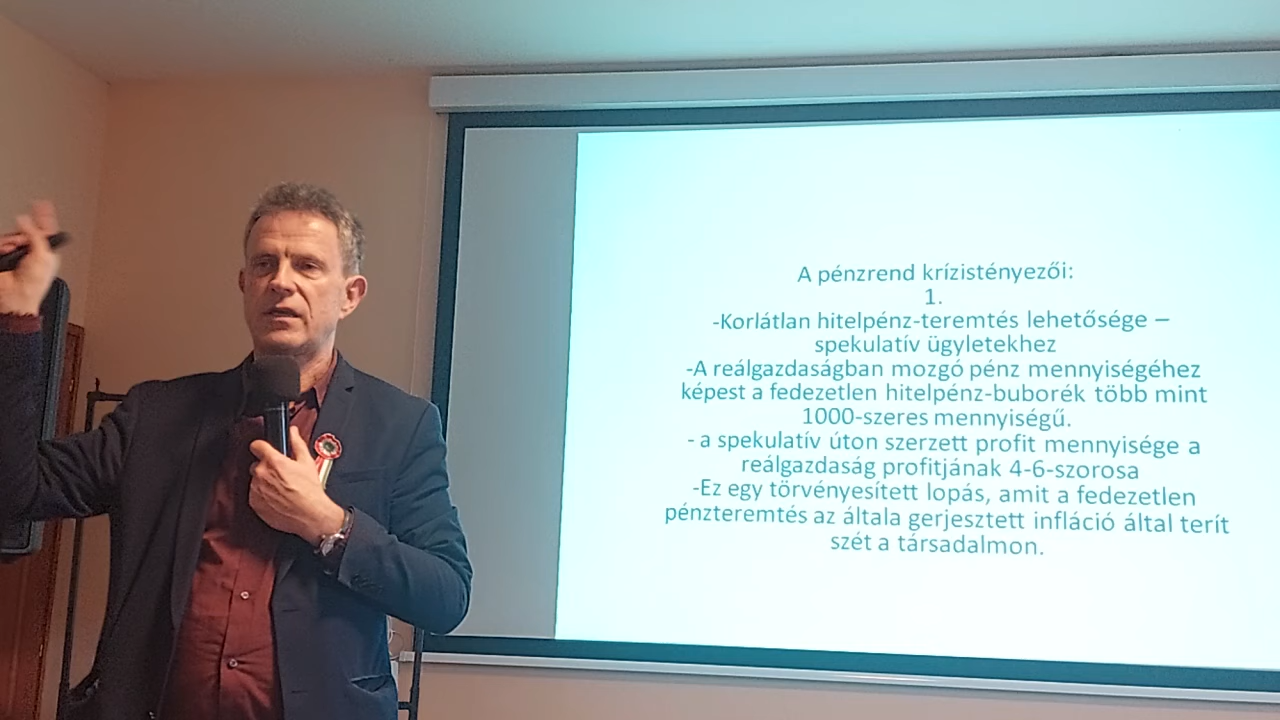 A pénzrend krízistényezői:
1.
-Korlátlan hitelpénz-teremtés lehetősége –
spekulatív ügyletekhez
-A reálgazdaságban mozgó pénz mennyiségéhez
képest a fedezetlen hitelpénz-buborék több mint
1000-szeres mennyiségű.
- a spekulatív úton szerzett profit mennyisége a
reálgazdaság profitjának 4-6-szorosa
-Ez egy törvényesített lopás, amit a fedezetlen
pénzteremtés az általa gerjesztett infláció által terít
szét a társadalmon.